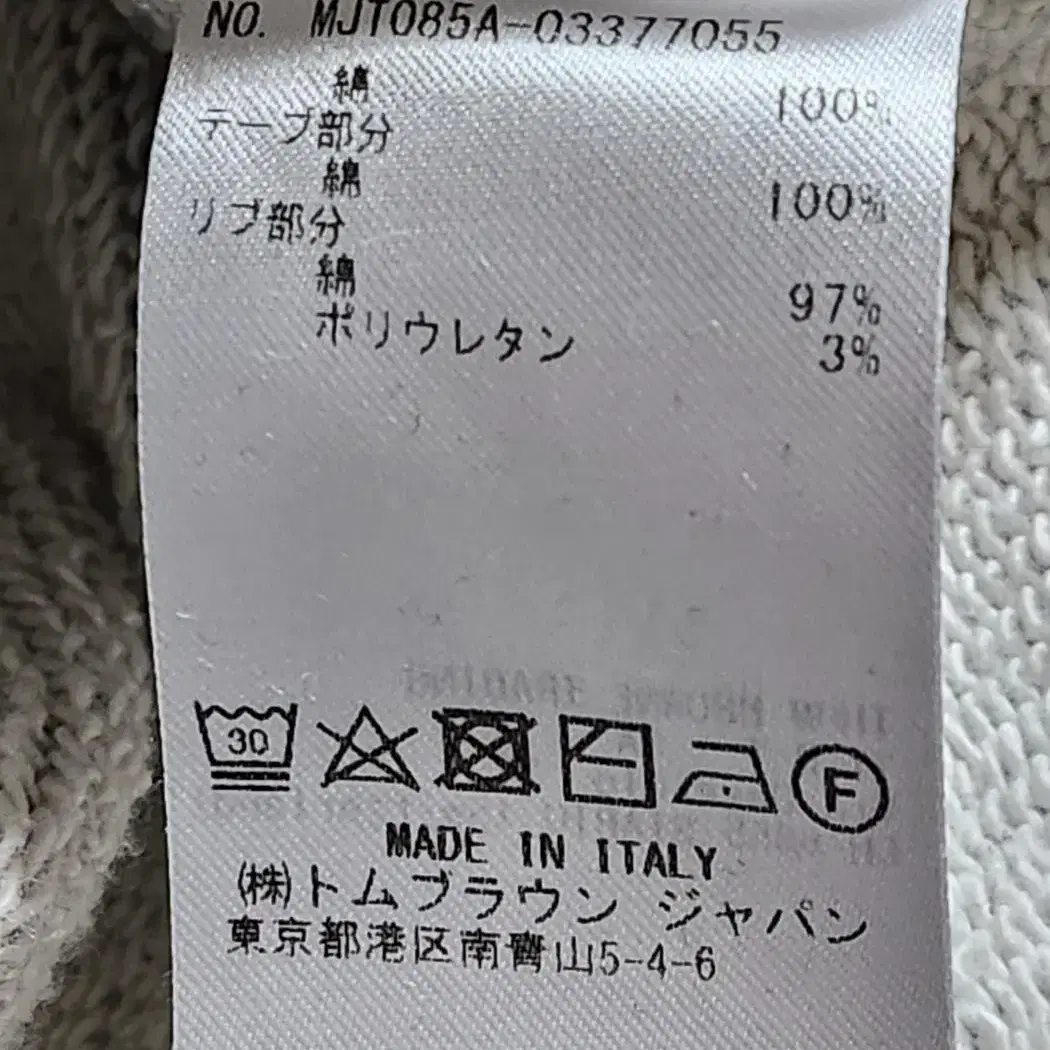 NO. MJT085A-03377055
綿 100%
テープ部分
綿 100%
リブ部分
綿 97%
ポリウレタン 3%
30
F
MADE IN ITALY
(株)トムブラウン ジャパン
東京都港区南青山5-4-6